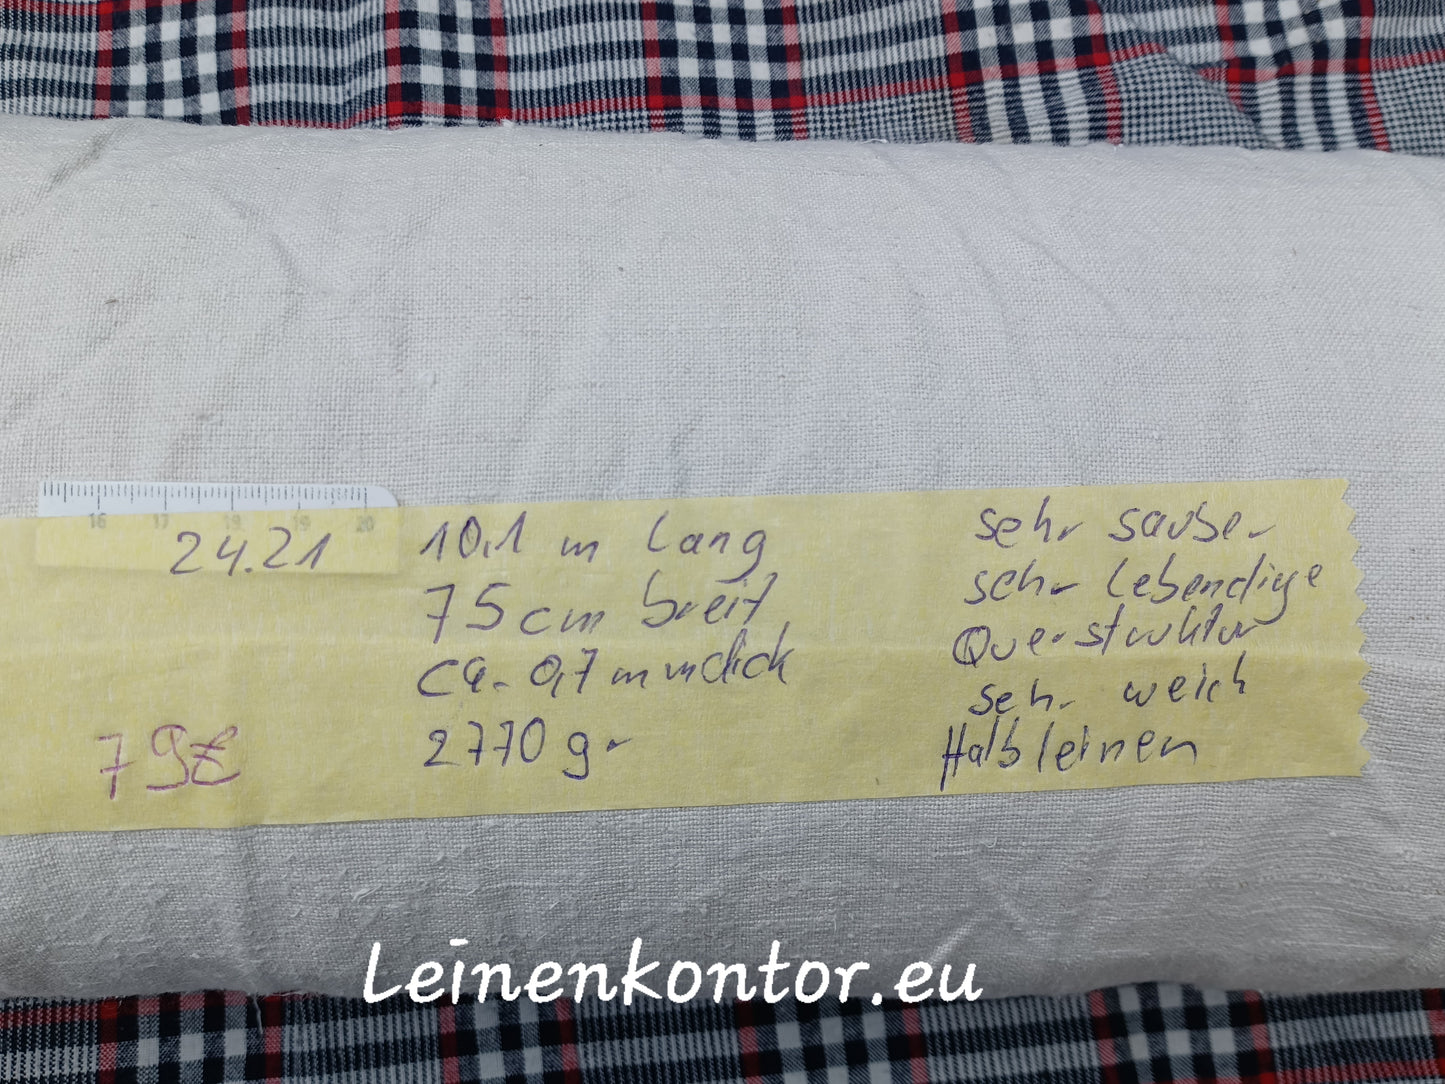 16 17 18 19 20
24.21
10,1 m lang
75 cm breit
ca. 0,7 mm dick
2770 gr
79€
sehr sauber
sehr lebendige
Querstruktur
sehr weich
Halbleinen
Leinenkontor.eu